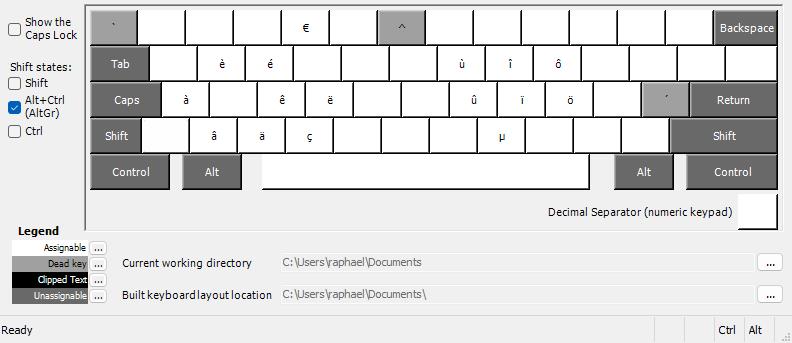 Show the
Caps Lock
Shift states:
Shift
Alt+Ctrl
(AltGr)
Ctrl
` € ^ Backspace
Tab è é ù î ô
Caps à ê ë û ï ö ´ Return
Shift â ä ç µ Shift
Control Alt Alt Control
Decimal Separator (numeric keypad)
Legend
Assignable ...
Dead key ...
Clipped Text ...
Unassignable ...
Current working directory C:\Users\raphael\Documents ...
Built keyboard layout location C:\Users\raphael\Documents\ ...
Ready Ctrl Alt